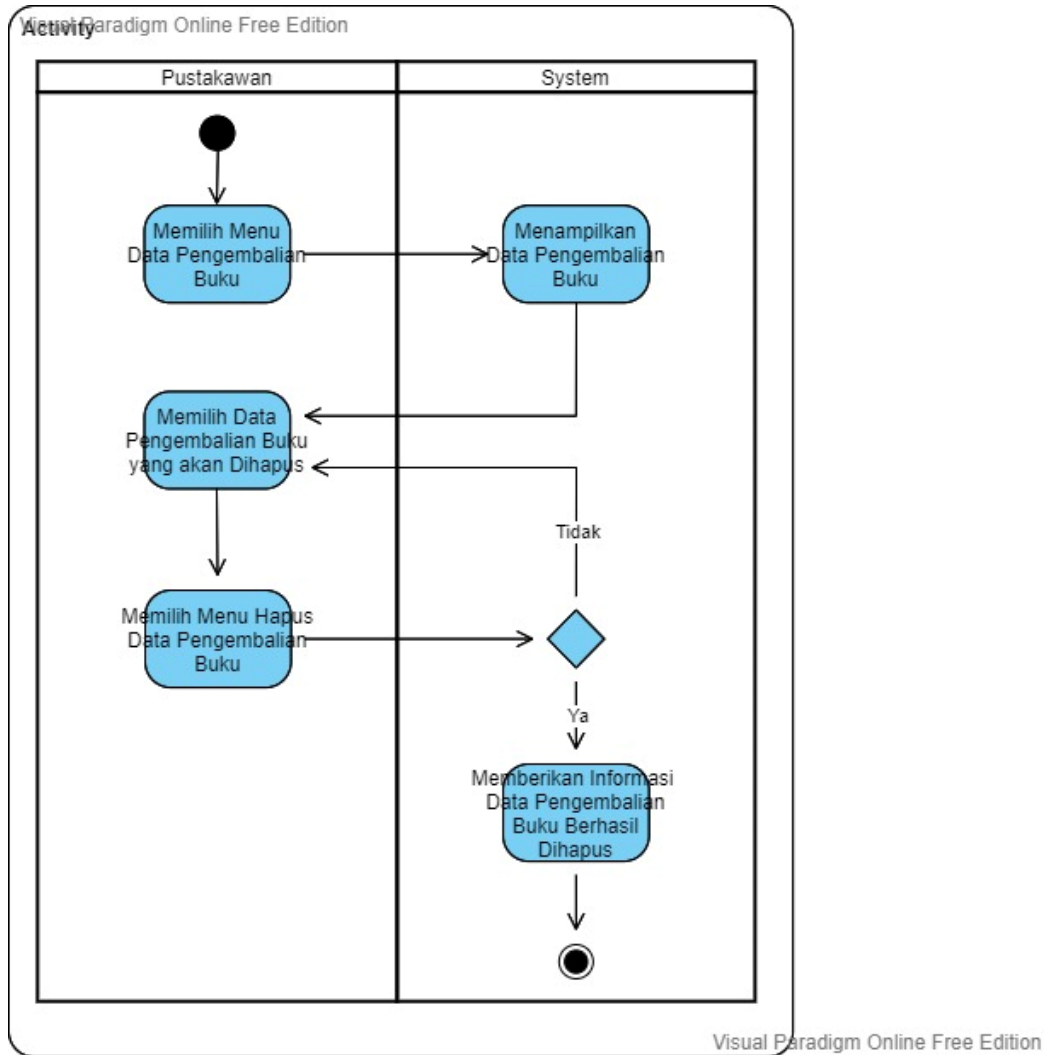 Visual Paradigm Online Free Edition
Activity
Pustakawan
System
Memilih Menu
Data Pengembalian
Buku
Menampilkan
Data Pengembalian
Buku
Memilih Data
Pengembalian Buku
yang akan Dihapus
Tidak
Memilih Menu Hapus
Data Pengembalian
Buku
Ya
Memberikan Informasi
Data Pengembalian
Buku Berhasil
Dihapus
Visual Paradigm Online Free Edition